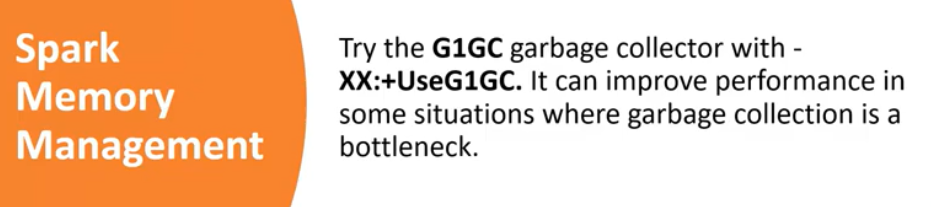 Spark
Memory
Management
Try the G1GC garbage collector with -
XX:+UseG1GC. It can improve performance in
some situations where garbage collection is a
bottleneck.